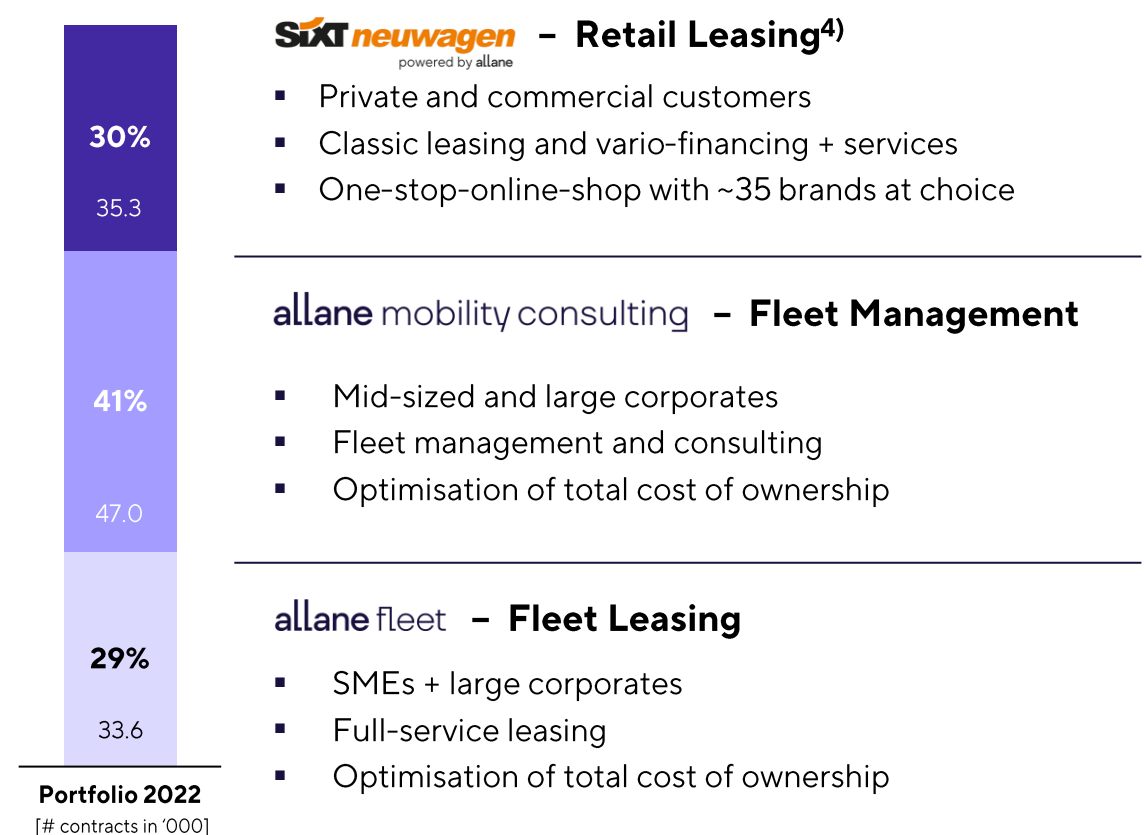 SIXT neuwagen – Retail Leasing4)
powered by allane
▪ Private and commercial customers
▪ Classic leasing and vario-financing + services
▪ One-stop-online-shop with ~35 brands at choice
30%
35.3
allane mobility consulting – Fleet Management
▪ Mid-sized and large corporates
▪ Fleet management and consulting
▪ Optimisation of total cost of ownership
41%
47.0
allane fleet – Fleet Leasing
▪ SMEs + large corporates
▪ Full-service leasing
▪ Optimisation of total cost of ownership
29%
33.6
Portfolio 2022
[# contracts in ‘000]